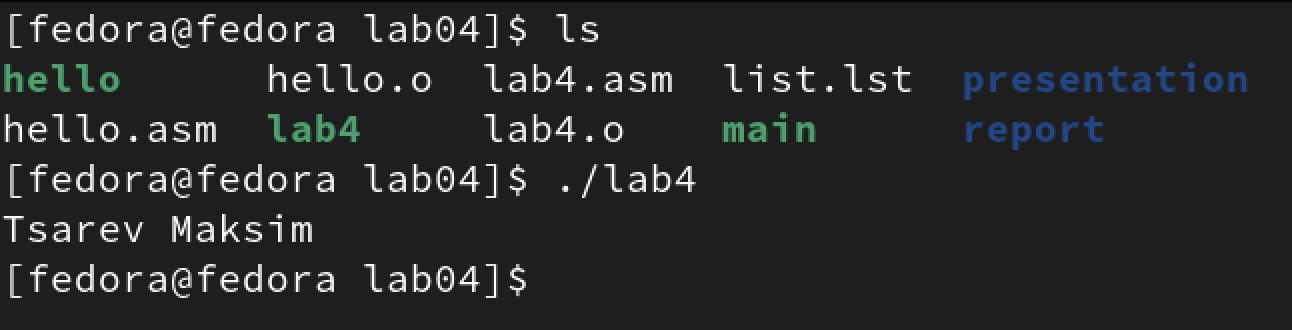 [fedora@fedora lab04]$ ls
hello      hello.o  lab4.asm  list.lst  presentation
hello.asm  lab4     lab4.o    main      report
[fedora@fedora lab04]$ ./lab4
Tsarev Maksim
[fedora@fedora lab04]$